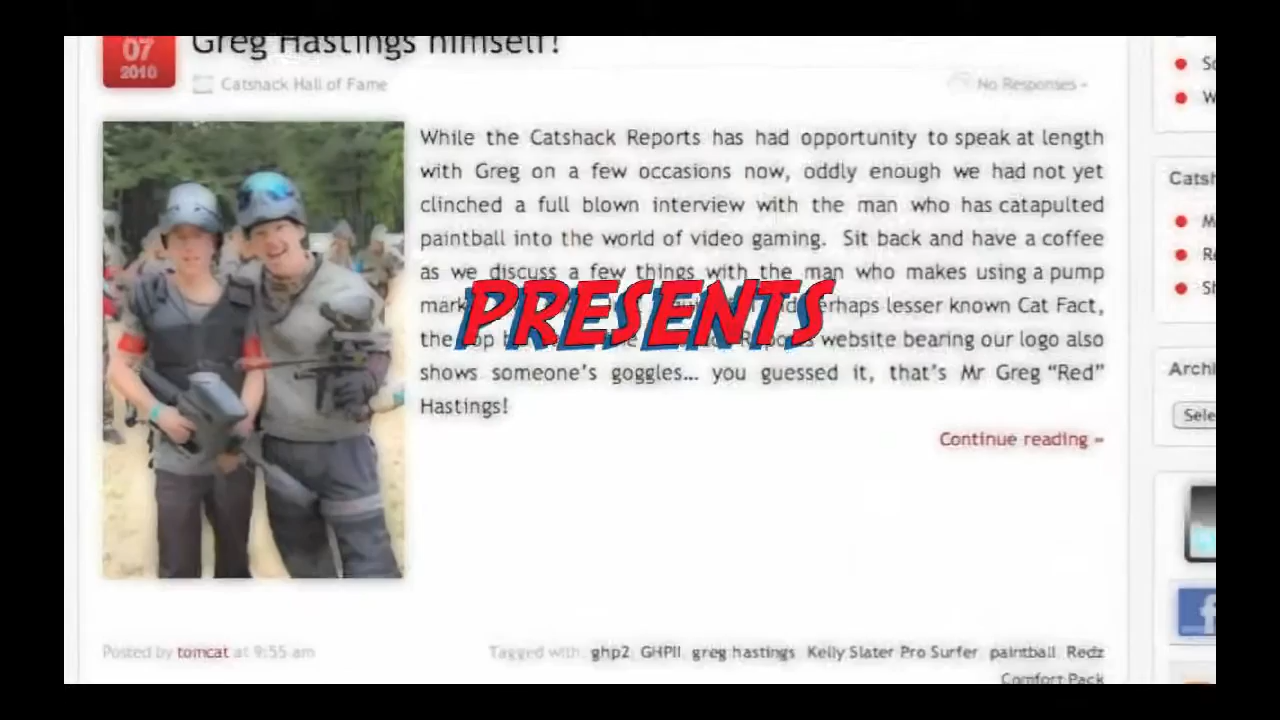 07
2010
Greg Hastings himself!
Catshack Hall of Fame
No Responses »
While the Catshack Reports has had opportunity to speak at length
with Greg on a few occasions now, oddly enough we had not yet
clinched a full blown interview with the man who has catapulted
paintball into the world of video gaming. Sit back and have a coffee
as we discuss a few things with the man who makes using a pump
lesser known Cat Fact,
the website bearing our logo also
shows someone's goggles... you guessed it, that's Mr Greg “Red”
Hastings!
PRESENTS
Continue reading »
Posted by tomcat at 9:55 am
Tagged with ghp2 GHPII greg hastings Kelly Slater Pro Surfer paintball Redz
Comfort Pack
Archi
Sele